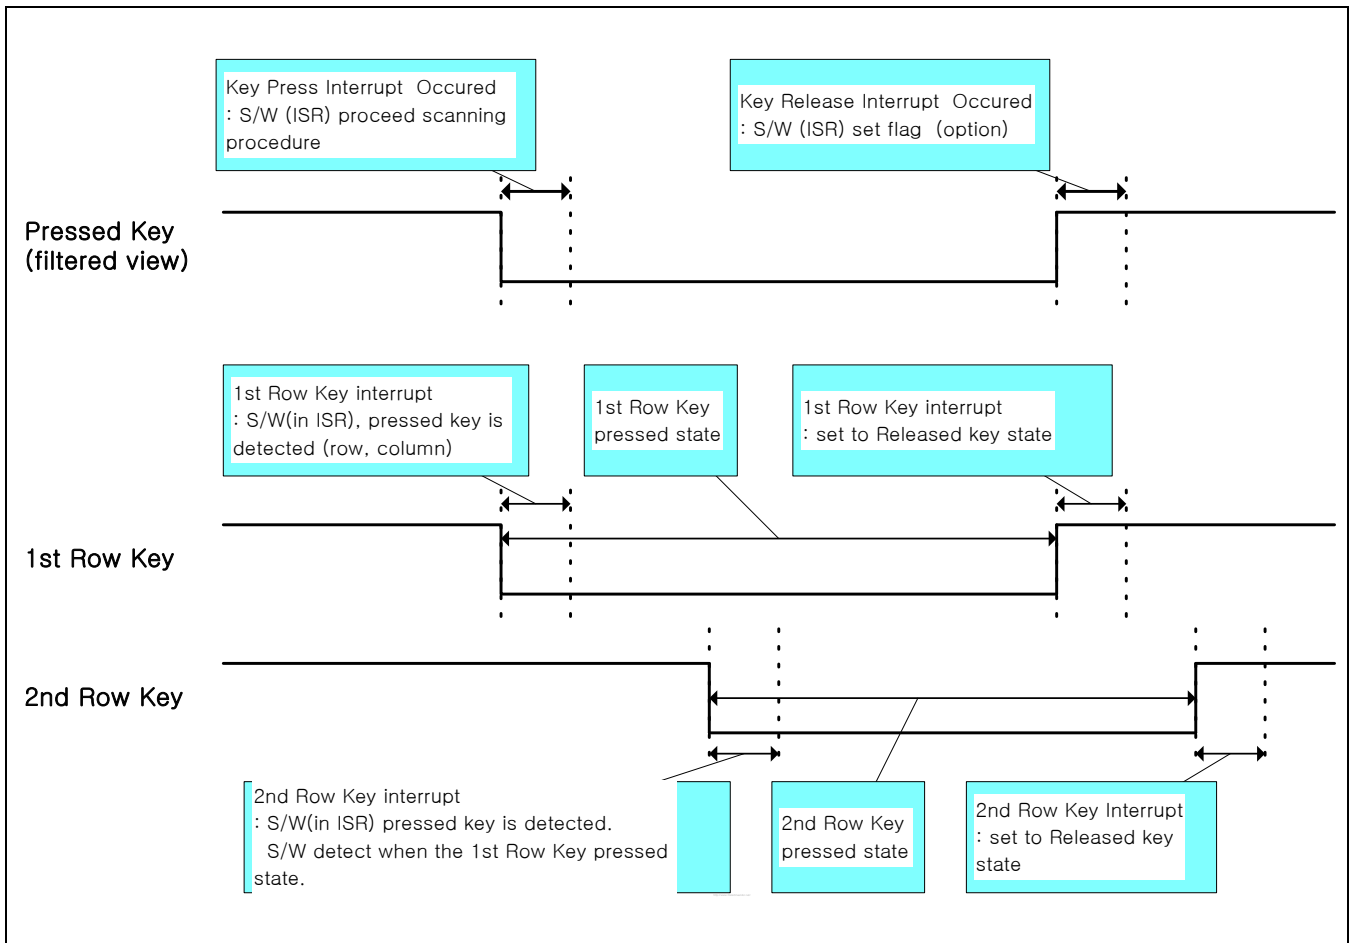 Key Press Interrupt Occured
: S/W (ISR) proceed scanning
procedure
Key Release Interrupt Occured
: S/W (ISR) set flag (option)
Pressed Key
(filtered view)
1st Row Key interrupt
: S/W(in ISR), pressed key is
detected (row, column)
1st Row Key
pressed state
1st Row Key interrupt
: set to Released key state
1st Row Key
2nd Row Key
2nd Row Key interrupt
: S/W(in ISR) pressed key is detected.
S/W detect when the 1st Row Key pressed
state.
2nd Row Key
pressed state
2nd Row Key Interrupt
: set to Released key
state